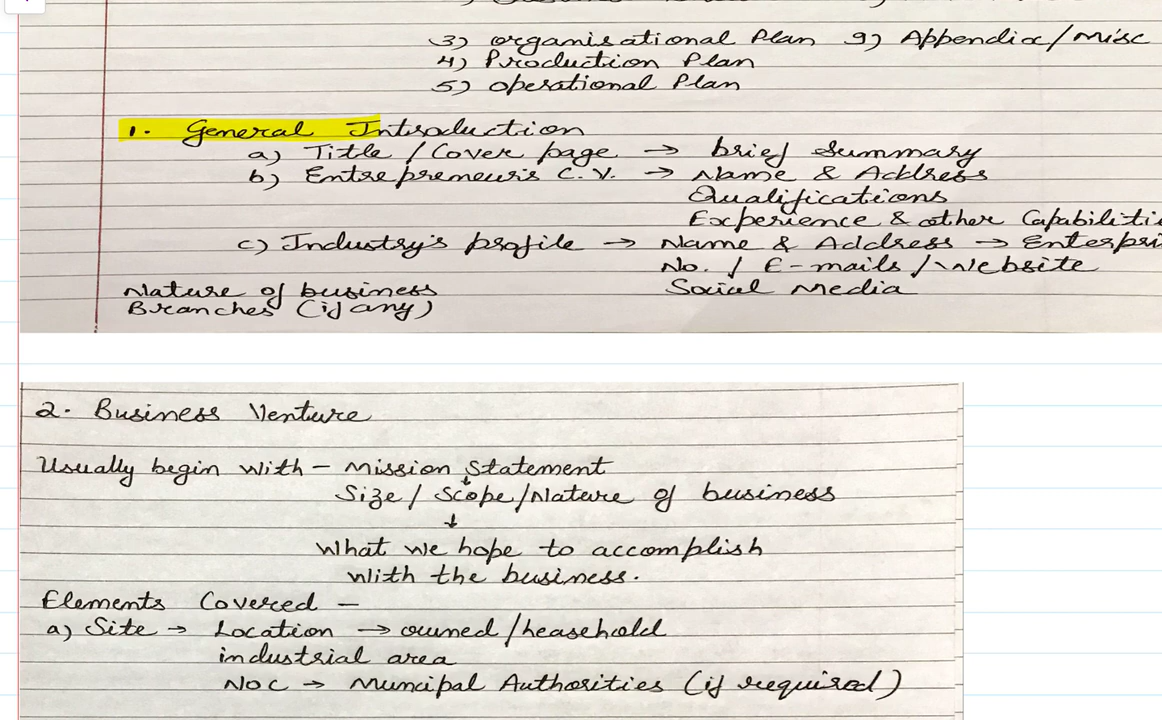 3) organisational Plan 9) Appendix/Misc
4) Production Plan
5) operational Plan
1. General Introduction
a) Title / Cover page → brief Summary
b) Entrepreneur's C.V. → Name & Address
Qualifications
Experience & other
c) Industry's profile → Name & Address →
No. / E-mails / Website
Nature of business Social Media
Branches (if any)
2. Business Venture
Usually begin with – Mission Statement
↓
Size / Scope/Nature of business
↓
What we hope to accomplish
with the business.
Elements Covered –
a) Site → Location → owned/leasehold
industrial area
NOC → Muncipal Authorities (if required)